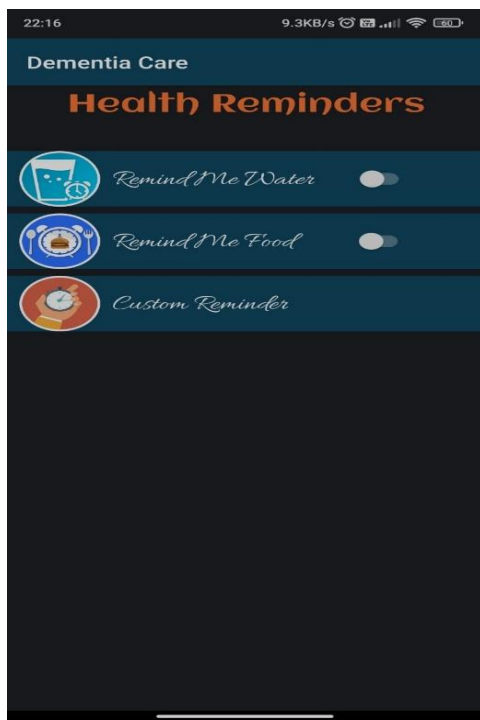 22:16 9.3KB/s 60
Dementia Care
Health Reminders
Remind Me Water
Remind Me Food
Custom Reminder